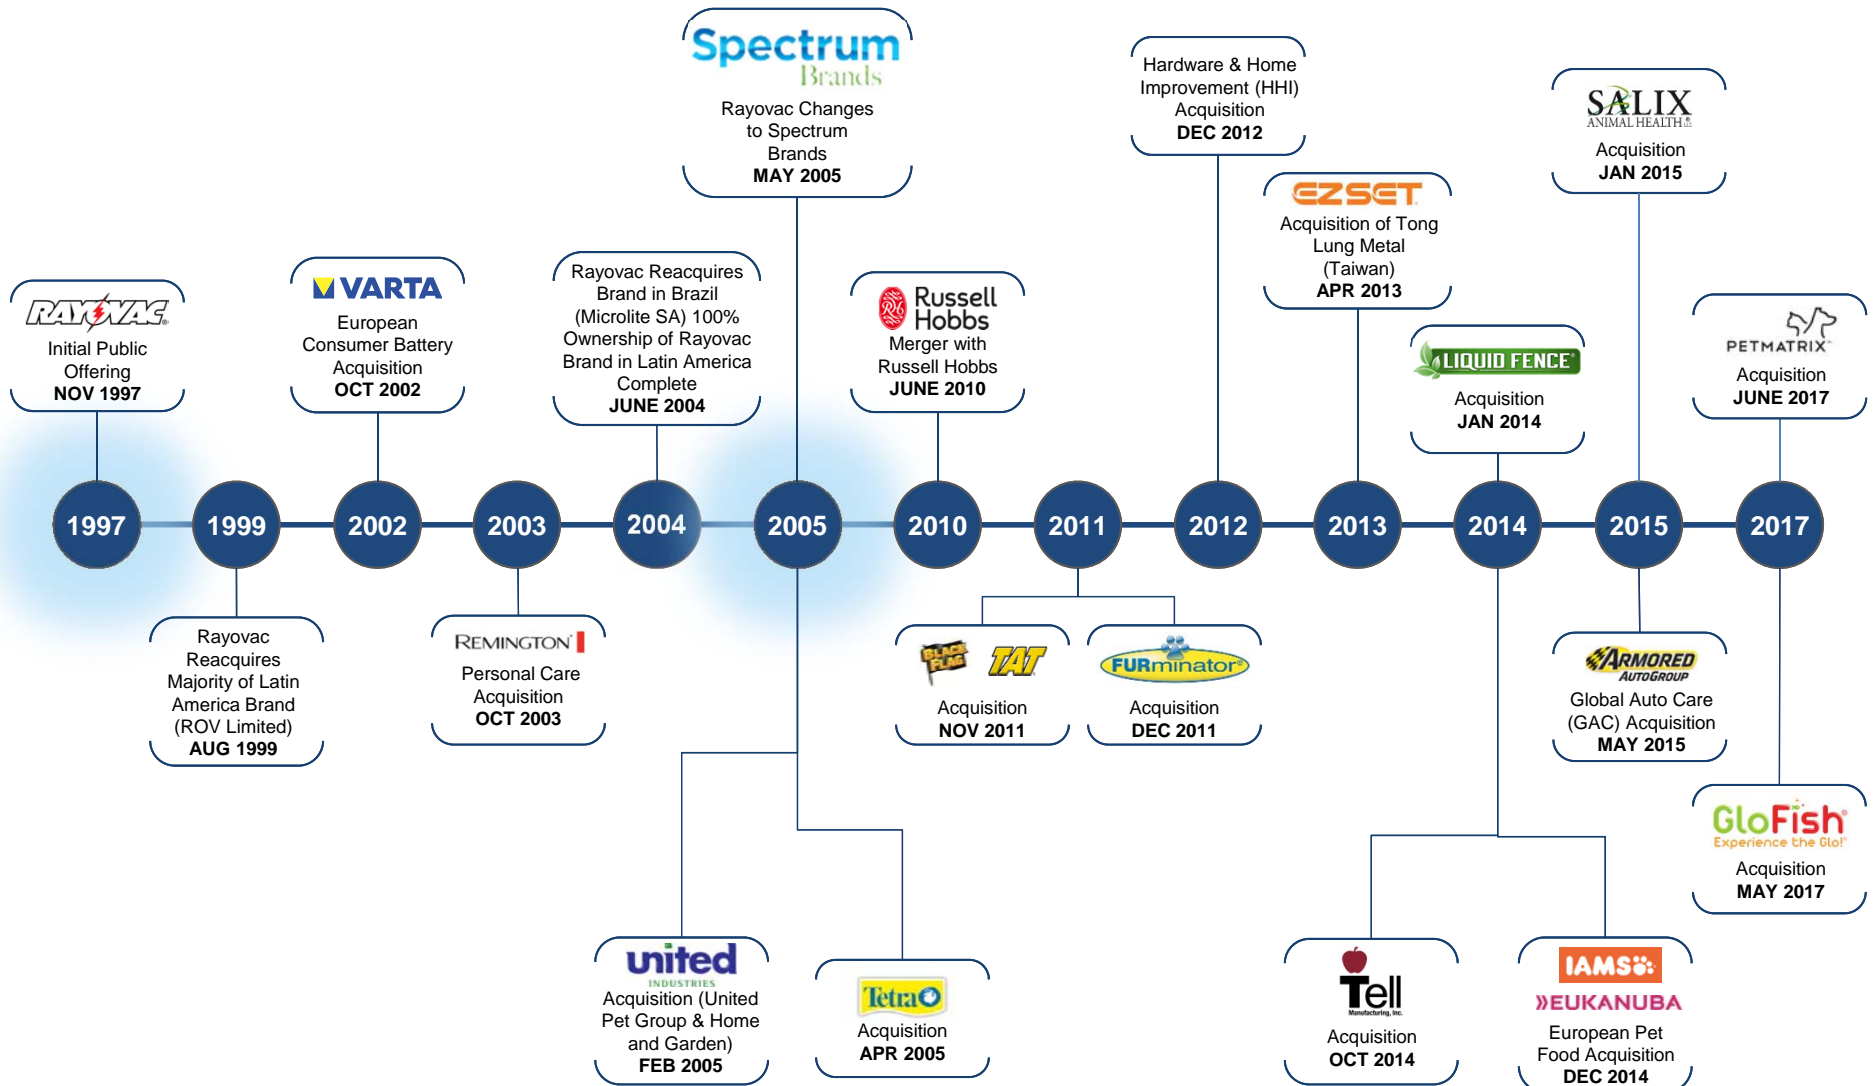 Spectrum
Brands
Rayovac Changes
to Spectrum
Brands
MAY 2005
Hardware & Home
Improvement (HHI)
Acquisition
DEC 2012
SALIX
ANIMAL HEALTH
Acquisition
JAN 2015
EZSET
Acquisition of Tong
Lung Metal
(Taiwan)
APR 2013
RAYOVAC
Initial Public
Offering
NOV 1997
VARTA
European
Consumer Battery
Acquisition
OCT 2002
Rayovac Reacquires
Brand in Brazil
(Microlite SA) 100%
Ownership of Rayovac
Brand in Latin America
Complete
JUNE 2004
Russell
Hobbs
Merger with
Russell Hobbs
JUNE 2010
LIQUID FENCE
Acquisition
JAN 2014
PETMATRIX
Acquisition
JUNE 2017
1997
1999
2002
2003
2004
2005
2010
2011
2012
2013
2014
2015
2017
Rayovac
Reacquires
Majority of Latin
America Brand
(ROV Limited)
AUG 1999
REMINGTON
Personal Care
Acquisition
OCT 2003
BLACK
FLAG
TAT
Acquisition
NOV 2011
FURminator®
Acquisition
DEC 2011
ARMORED
AUTOGROUP
Global Auto Care
(GAC) Acquisition
MAY 2015
GloFish®
Experience the Glo!
Acquisition
MAY 2017
united
INDUSTRIES
Acquisition (United
Pet Group & Home
and Garden)
FEB 2005
Tetra
Acquisition
APR 2005
Tell
Manufacturing, Inc.
Acquisition
OCT 2014
IAMS
»EUKANUBA
European Pet
Food Acquisition
DEC 2014